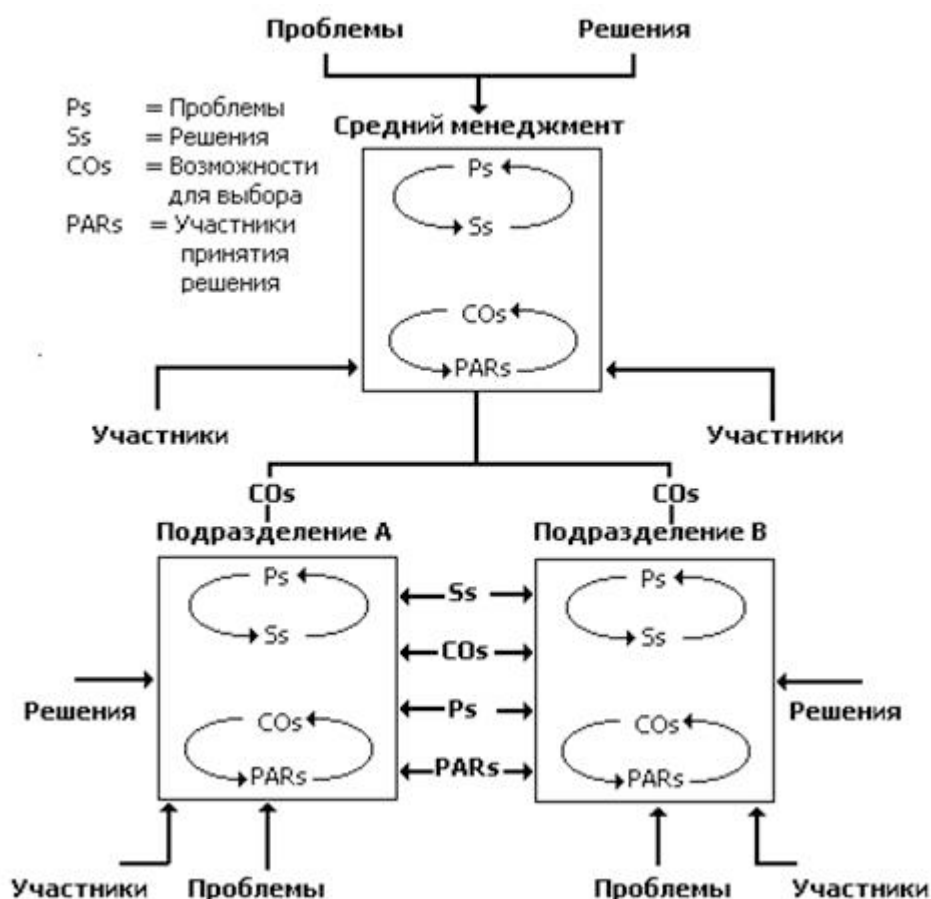 Проблемы Решения
Ps = Проблемы
Ss = Решения
COs = Возможности
для выбора
PARs = Участники
принятия
решения
Средний менеджмент
Ps
Ss
COs
PARs
Участники Участники
COs COs
Подразделение А Подразделение В
Ps Ss Ps
Ss COs Ss
Решения Ps Решения
COs COs
PARs PARs PARs
Участники Проблемы Проблемы Участники